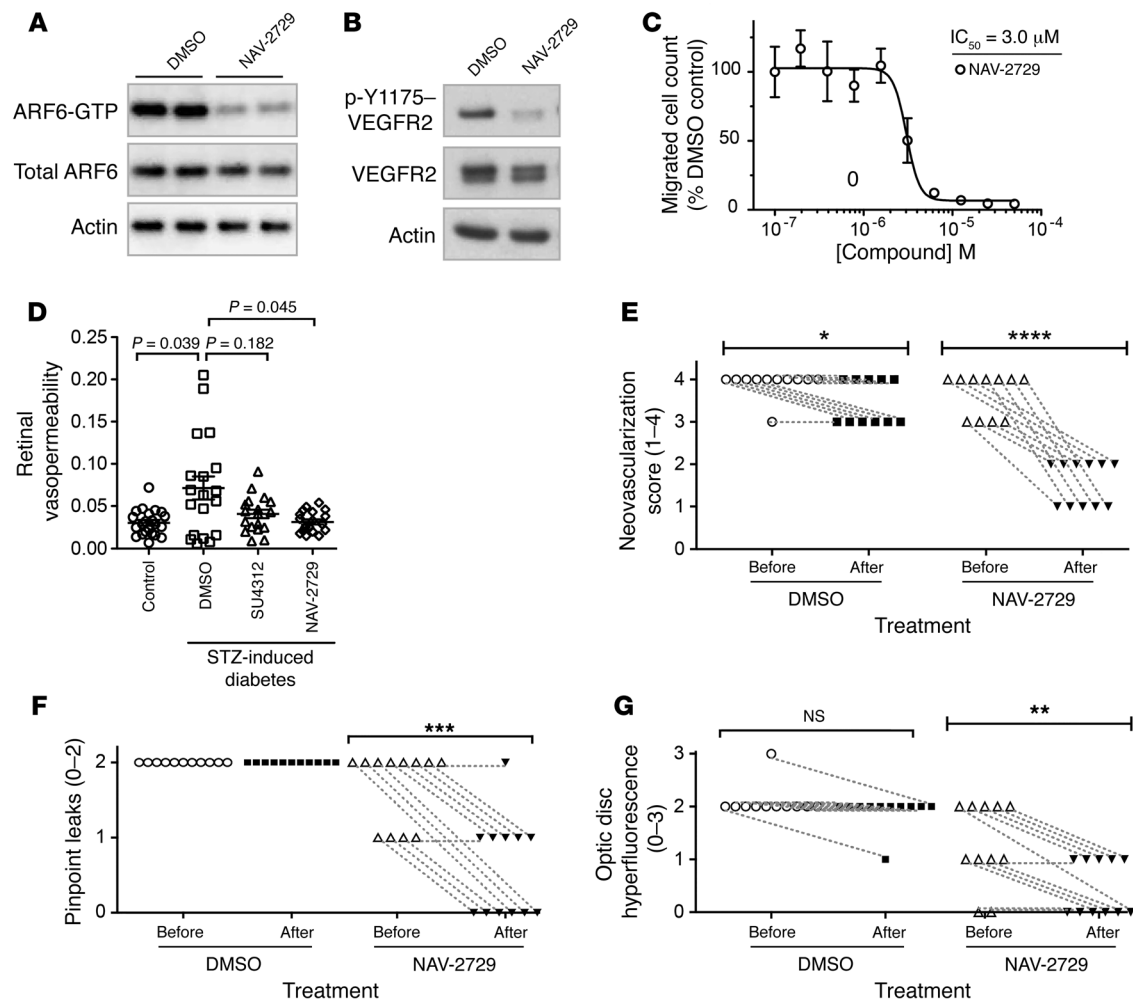 A
DMSO
NAV-2729
ARF6-GTP
Total ARF6
Actin
B
DMSO
NAV-2729
p-Y1175–
VEGFR2
VEGFR2
Actin
C
Migrated cell count
(% DMSO control)
100
50
0
0
IC50 = 3.0 μM
NAV-2729
10-7
10-6
10-5
10-4
[Compound] M
D
P = 0.045
P = 0.039
P = 0.182
Retinal
vasopermeability
0.25
0.20
0.15
0.10
0.05
0.00
Control
DMSO
SU4312
NAV-2729
STZ-induced
diabetes
E
*
****
Neovascularization
score (1–4)
4
3
2
1
0
Before
After
Before
After
DMSO
NAV-2729
Treatment
F
***
Pinpoint leaks (0–2)
2
1
0
Before
After
Before
After
DMSO
NAV-2729
Treatment
G
NS
**
Optic disc
hyperfluorescence
(0–3)
3
2
1
0
Before
After
Before
After
DMSO
NAV-2729
Treatment